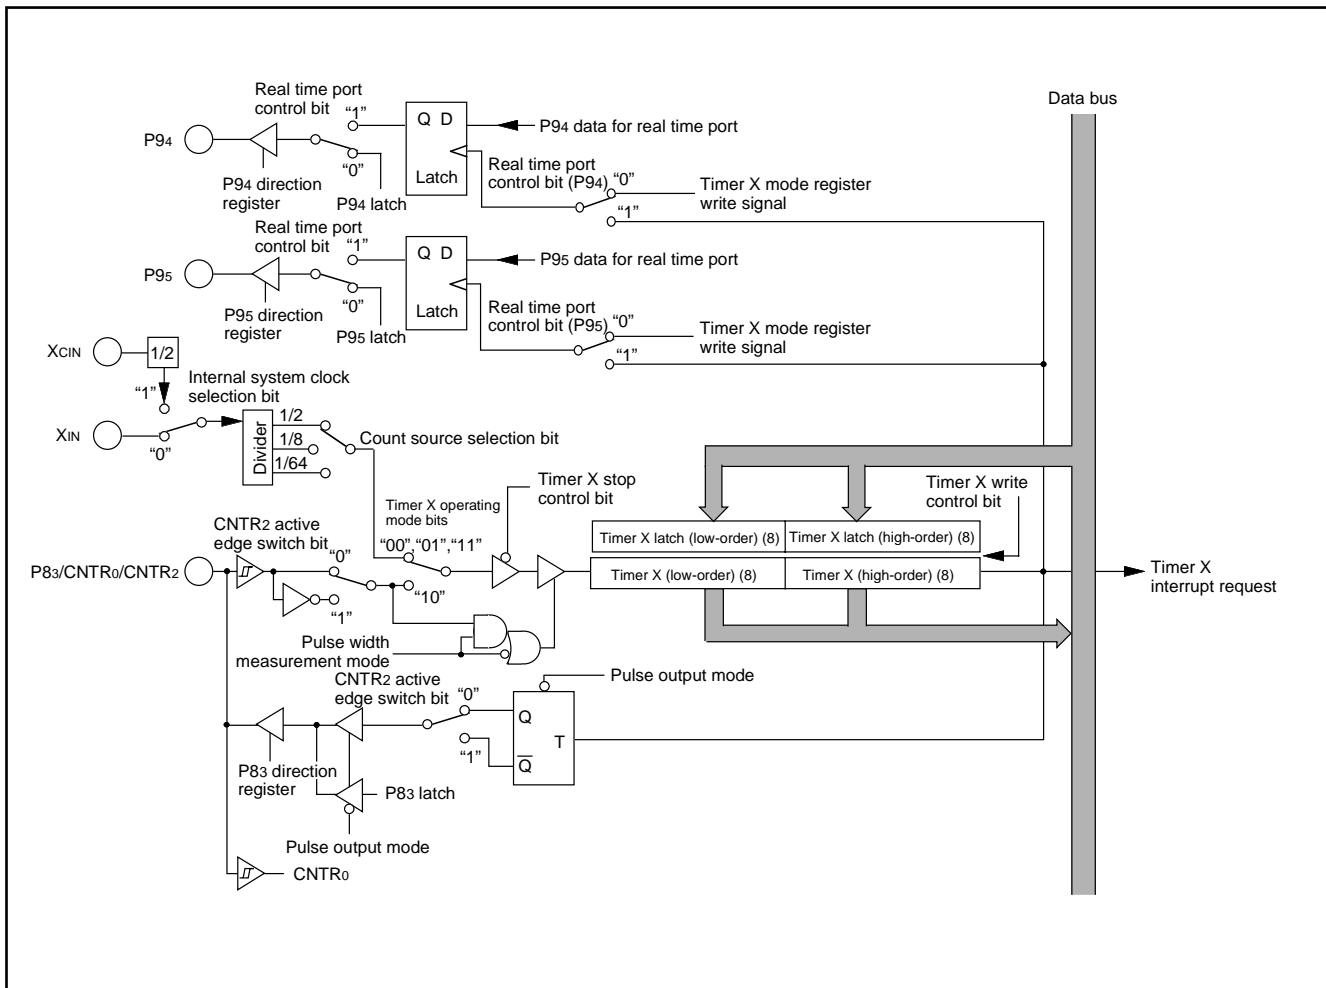 Real time port
control bit
“1”
Q D
P94 data for real time port
Data bus
P94
“0”
Latch
P94 direction
register
P94 latch
Real time port
control bit (P94)
“0”
“1”
Timer X mode register
write signal
Real time port
control bit
“1”
Q D
P95 data for real time port
P95
“0”
Latch
P95 direction
register
P95 latch
Real time port
control bit (P95)
“0”
“1”
Timer X mode register
write signal
XCIN
1/2
“1”
Internal system clock
selection bit
XIN
“0”
Divider
1/2
1/8
1/64
Count source selection bit
Timer X stop
control bit
Timer X write
control bit
Timer X operating
mode bits
“00”,“01”,“11”
“10”
CNTR2 active
edge switch bit
“0”
“1”
P83/CNTR0/CNTR2
Timer X latch (low-order) (8)
Timer X latch (high-order) (8)
Timer X (low-order) (8)
Timer X (high-order) (8)
Timer X
interrupt request
Pulse width
measurement mode
CNTR2 active
edge switch bit
“0”
“1”
Pulse output mode
Q
T
Q
P83 direction
register
P83 latch
Pulse output mode
CNTR0